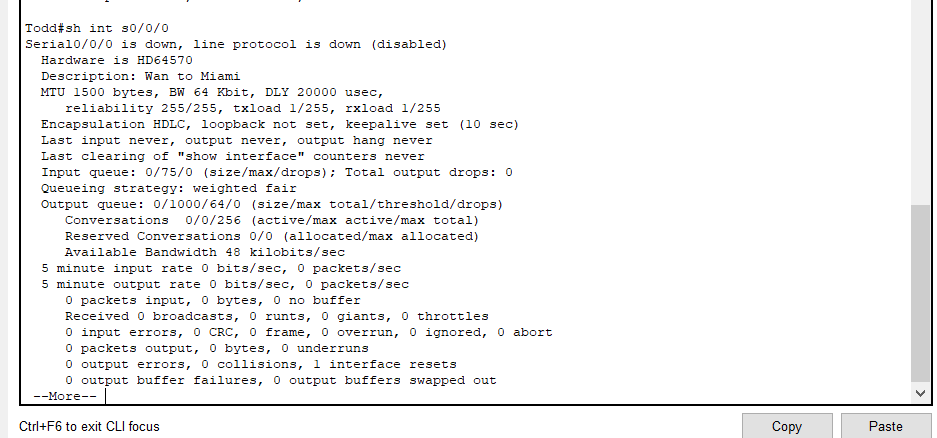 Todd#sh int s0/0/0
Serial0/0/0 is down, line protocol is down (disabled)
Hardware is HD64570
Description: Wan to Miami
MTU 1500 bytes, BW 64 Kbit, DLY 20000 usec,
reliability 255/255, txload 1/255, rxload 1/255
Encapsulation HDLC, loopback not set, keepalive set (10 sec)
Last input never, output never, output hang never
Last clearing of "show interface" counters never
Input queue: 0/75/0 (size/max/drops); Total output drops: 0
Queueing strategy: weighted fair
Output queue: 0/1000/64/0 (size/max total/threshold/drops)
Conversations  0/0/256 (active/max active/max total)
Reserved Conversations 0/0 (allocated/max allocated)
Available Bandwidth 48 kilobits/sec
5 minute input rate 0 bits/sec, 0 packets/sec
5 minute output rate 0 bits/sec, 0 packets/sec
0 packets input, 0 bytes, 0 no buffer
Received 0 broadcasts, 0 runts, 0 giants, 0 throttles
0 input errors, 0 CRC, 0 frame, 0 overrun, 0 ignored, 0 abort
0 packets output, 0 bytes, 0 underruns
0 output errors, 0 collisions, 1 interface resets
0 output buffer failures, 0 output buffers swapped out
--More--
Ctrl+F6 to exit CLI focus
Copy
Paste